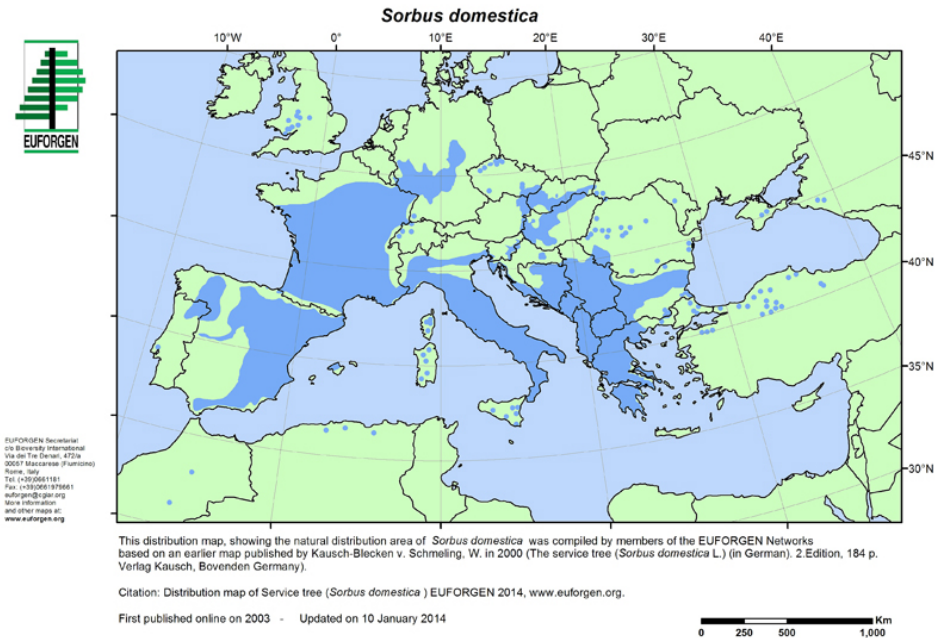 Sorbus domestica
10°W 0° 10°E 20°E 30°E 40°E
EUFORGEN
45°N
40°N
35°N
30°N
EUFORGEN Secretariat
c/o Bioversity International
Via dei Tre Denari, 472/a
00057 Maccarese (Fiumicino)
Rome, Italy
Tel. (+39)0661181
Fax: (+39)0661979661
euforgen@cgiar.org
More information
and other maps at:
www.euforgen.org
This distribution map, showing the natural distribution area of Sorbus domestica was compiled by members of the EUFORGEN Networks
based on an earlier map published by Kausch-Blecken v. Schmeling, W. in 2000 (The service tree (Sorbus domestica L.) (in German). 2.Edition, 184 p.
Verlag Kausch, Bovenden Germany).
Citation: Distribution map of Service tree (Sorbus domestica ) EUFORGEN 2014, www.euforgen.org.
First published online on 2003 - Updated on 10 January 2014
Km
0 250 500 1,000